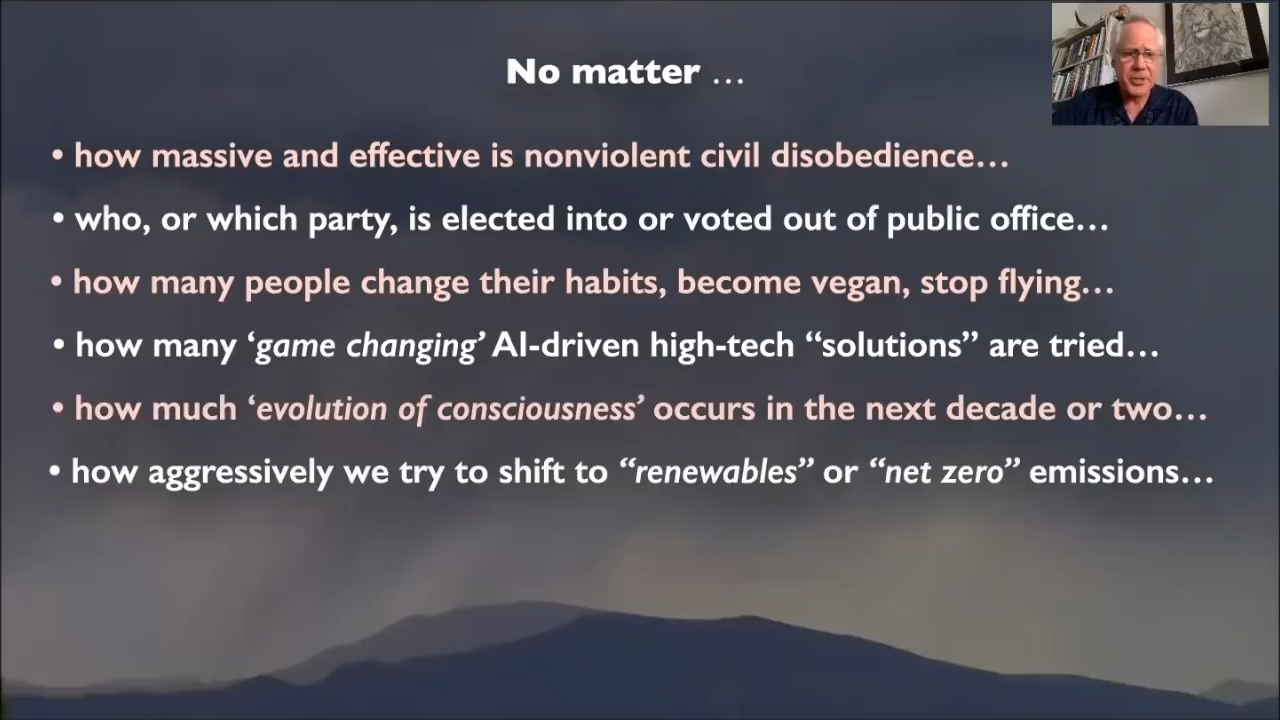 No matter …
• how massive and effective is nonviolent civil disobedience…
• who, or which party, is elected into or voted out of public office…
• how many people change their habits, become vegan, stop flying…
• how many ‘game changing’ AI-driven high-tech “solutions” are tried…
• how much ‘evolution of consciousness’ occurs in the next decade or two…
• how aggressively we try to shift to “renewables” or “net zero” emissions…